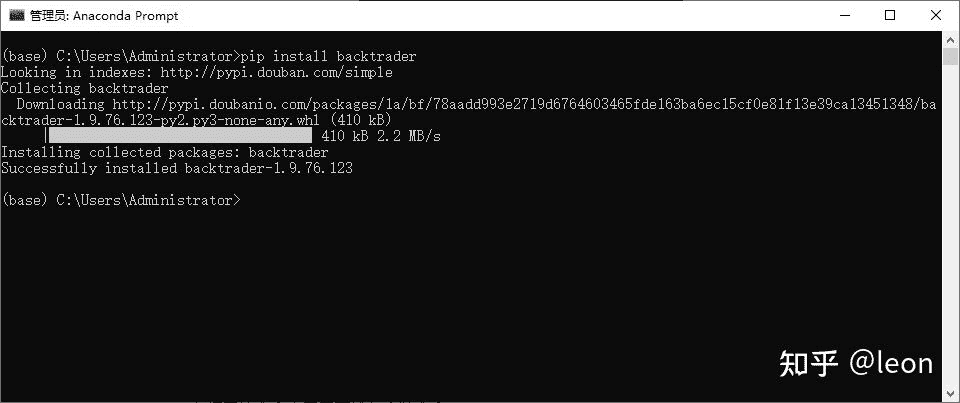 管理员: Anaconda Prompt
(base) C:\Users\Administrator>pip install backtrader
Looking in indexes: http://pypi.douban.com/simple
Collecting backtrader
Downloading http://pypi.doubanio.com/packages/1a/bf/78aadd993e2719d6764603465fde163ba6ec15cf0e81f13e39ca13451348/ba
cktrader-1.9.76.123-py2.py3-none-any.whl (410 kB)
410 kB 2.2 MB/s
Installing collected packages: backtrader
Successfully installed backtrader-1.9.76.123
(base) C:\Users\Administrator>
知乎 @leon